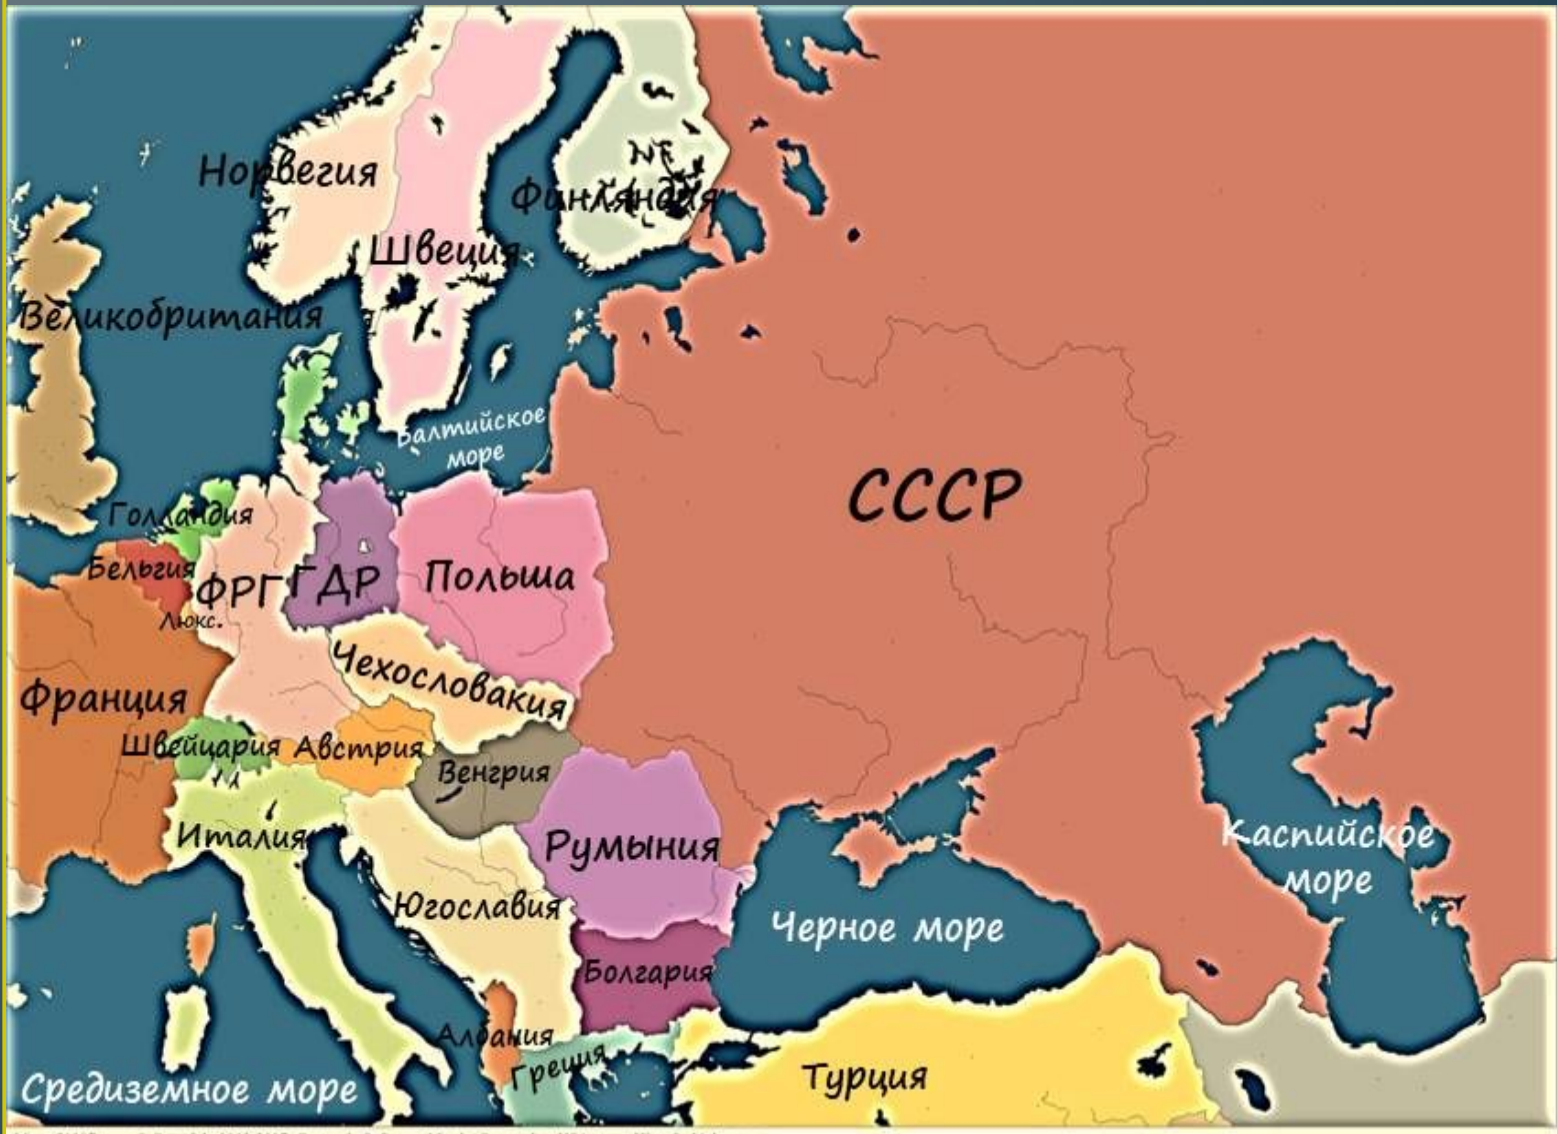 Норвегия
Финляндия
Швеция
Великобритания
Балтийское
море
СССР
Голландия
Бельгия
ФРГ
ГДР
Польша
Люкс.
Чехословакия
Франция
Швейцария
Австрия
Венгрия
Италия
Румыния
Каспийское
море
Югославия
Черное море
Болгария
Албания
Греция
Турция
Средиземное море